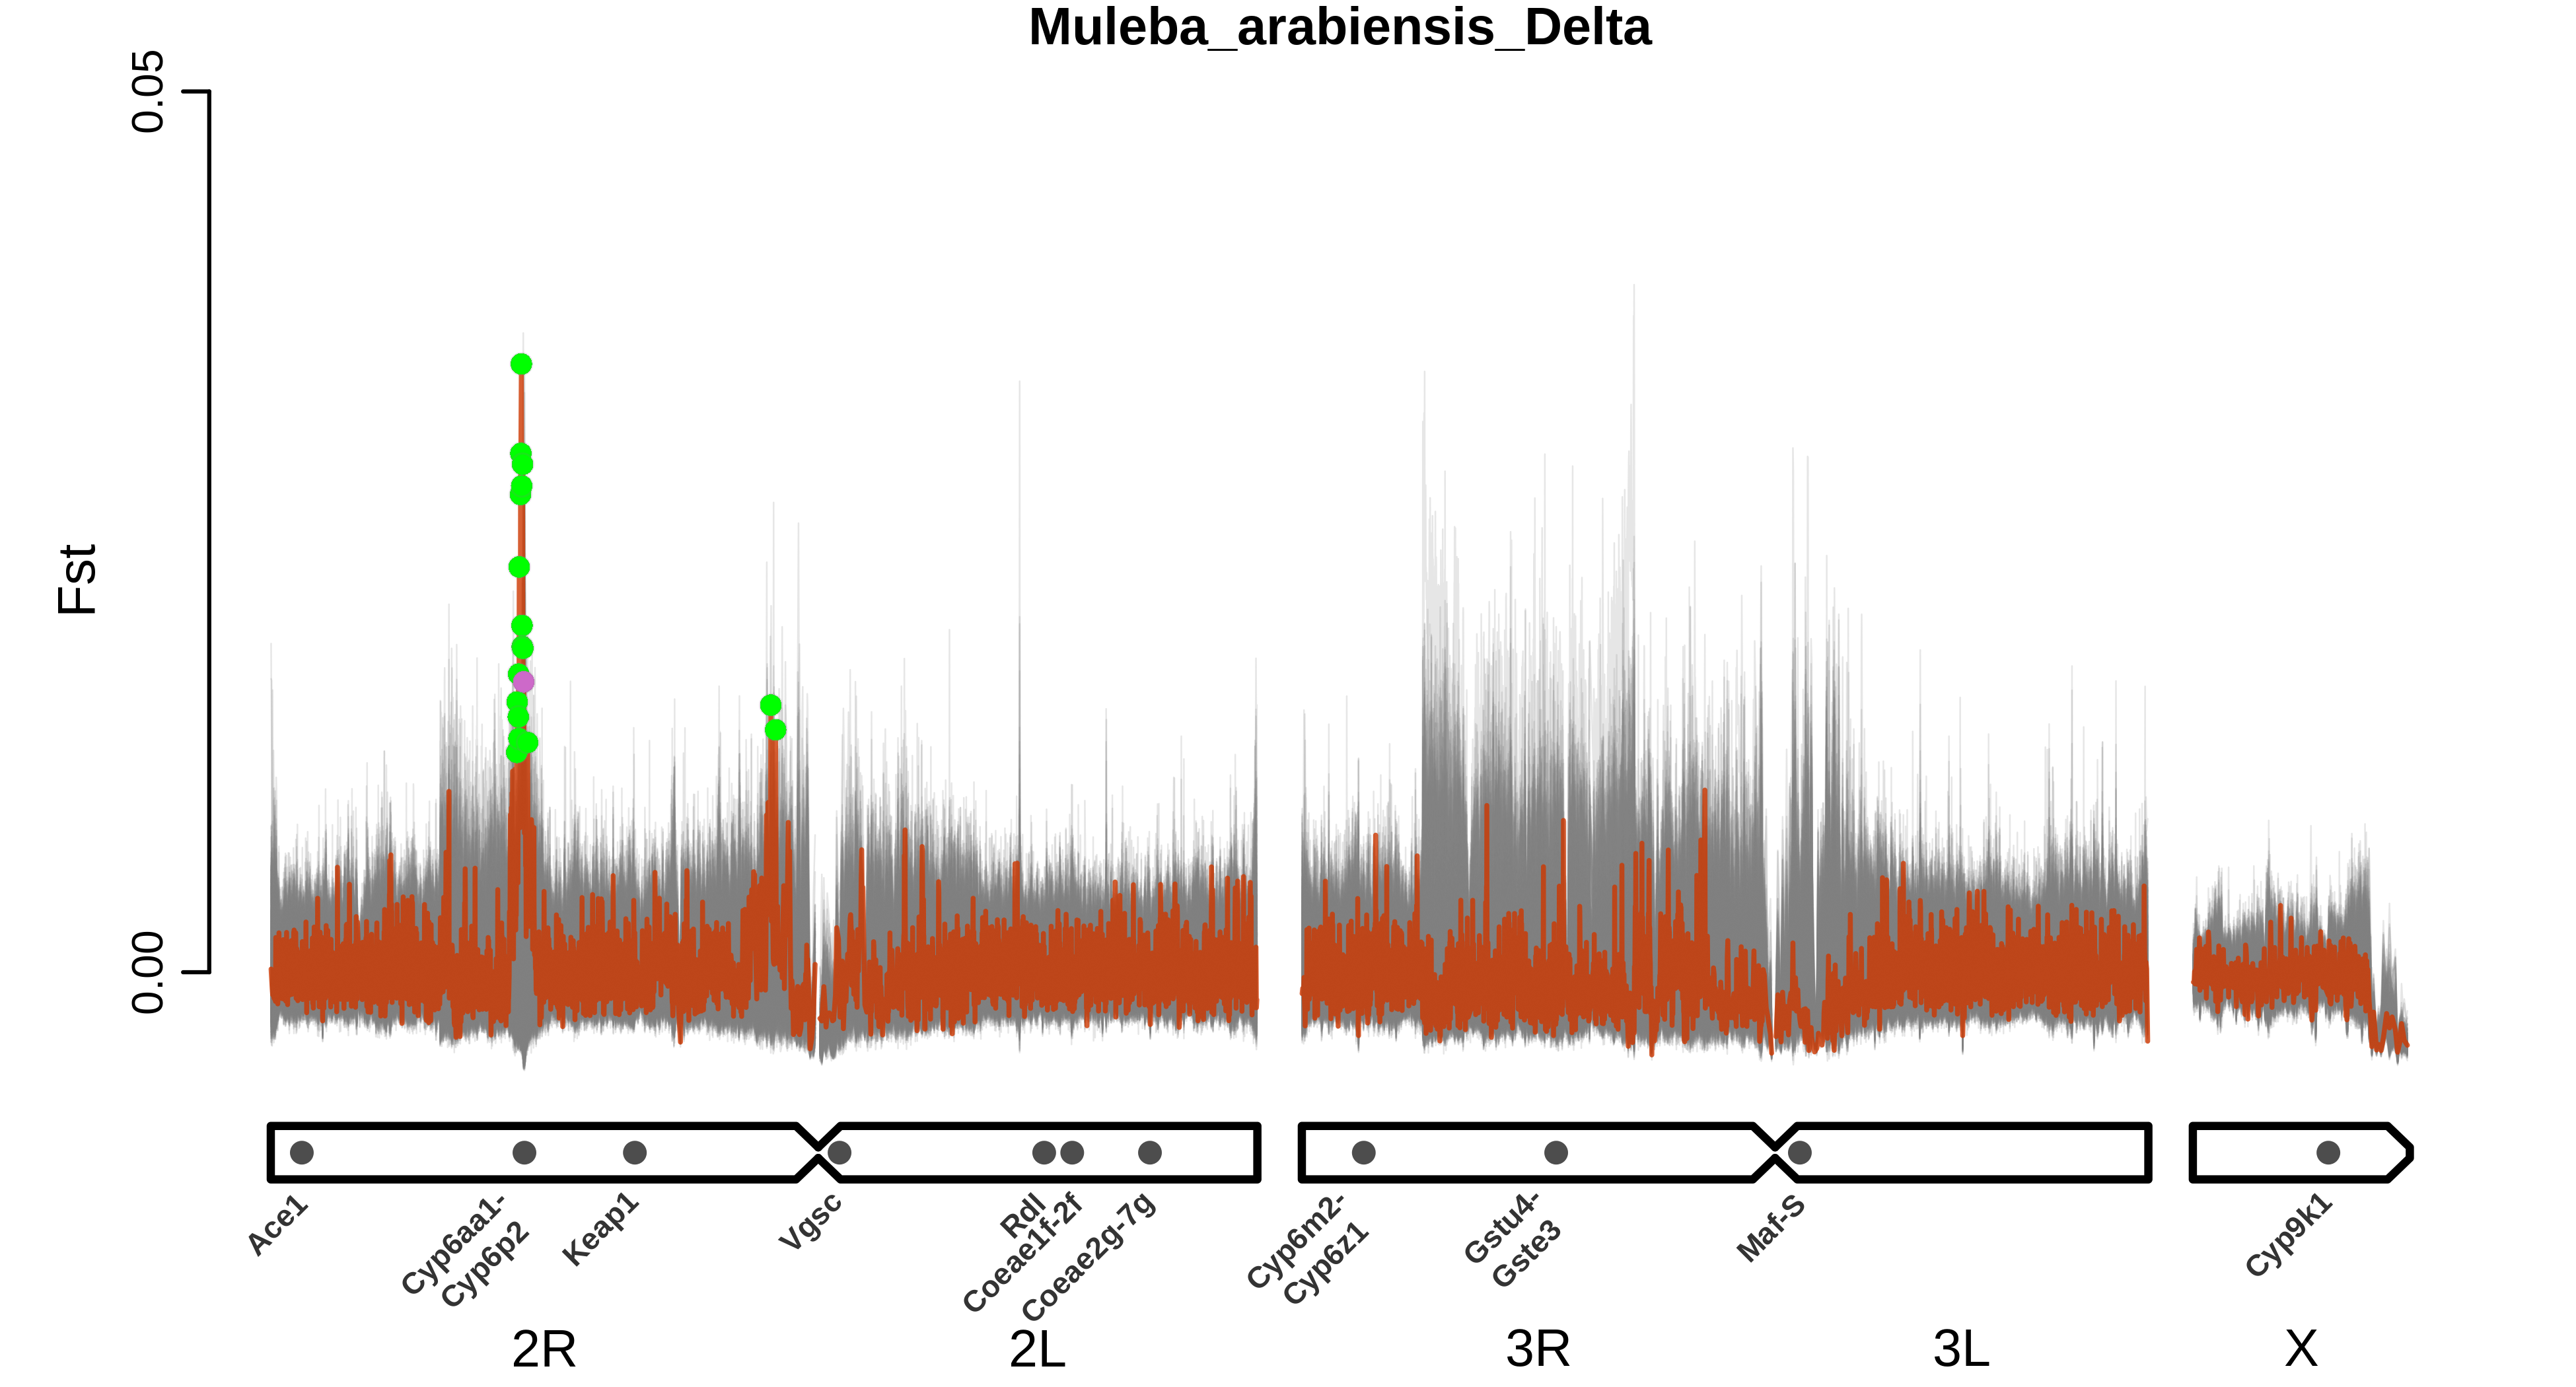 Muleba_arabiensis_Delta
0.05
Fst
0.00
Ace1
Cyp6aa1-
Cyp6p2
Keap1
Vgsc
Rdl
Coeae1f-2f
Coeae2g-7g
Cyp6m2-
Cyp6z1
Gstu4-
Gste3
Maf-S
Cyp9k1
2R
2L
3R
3L
X